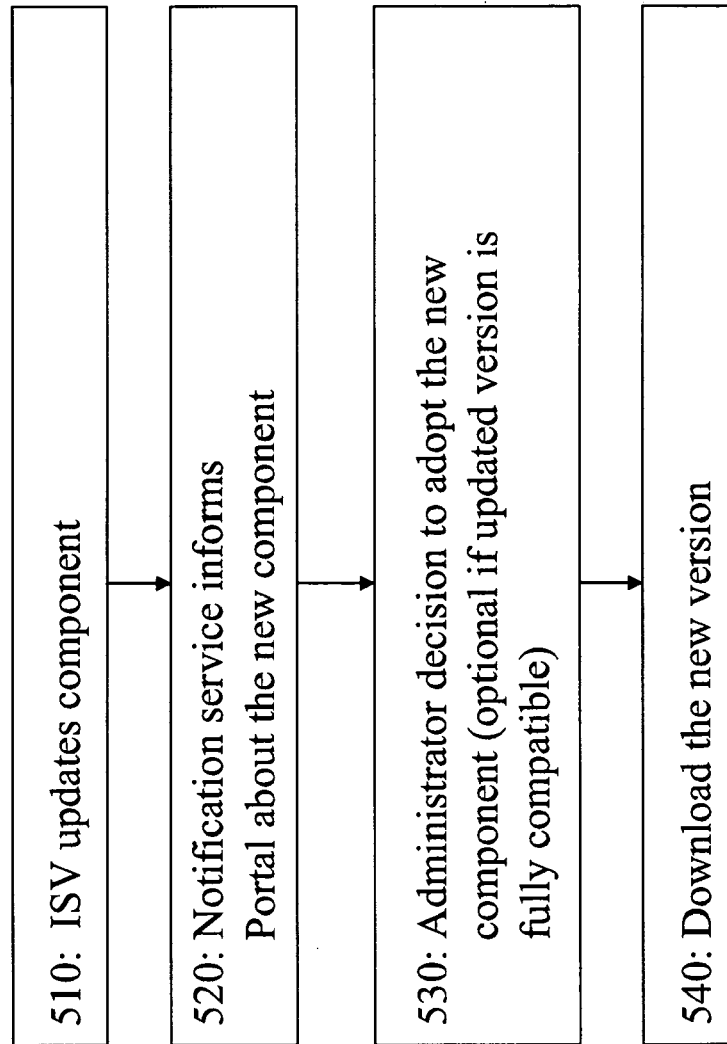 510: ISV updates component
520: Notification service informs
Portal about the new component
530: Administrator decision to adopt the new
component (optional if updated version is
fully compatible)
540: Download the new version